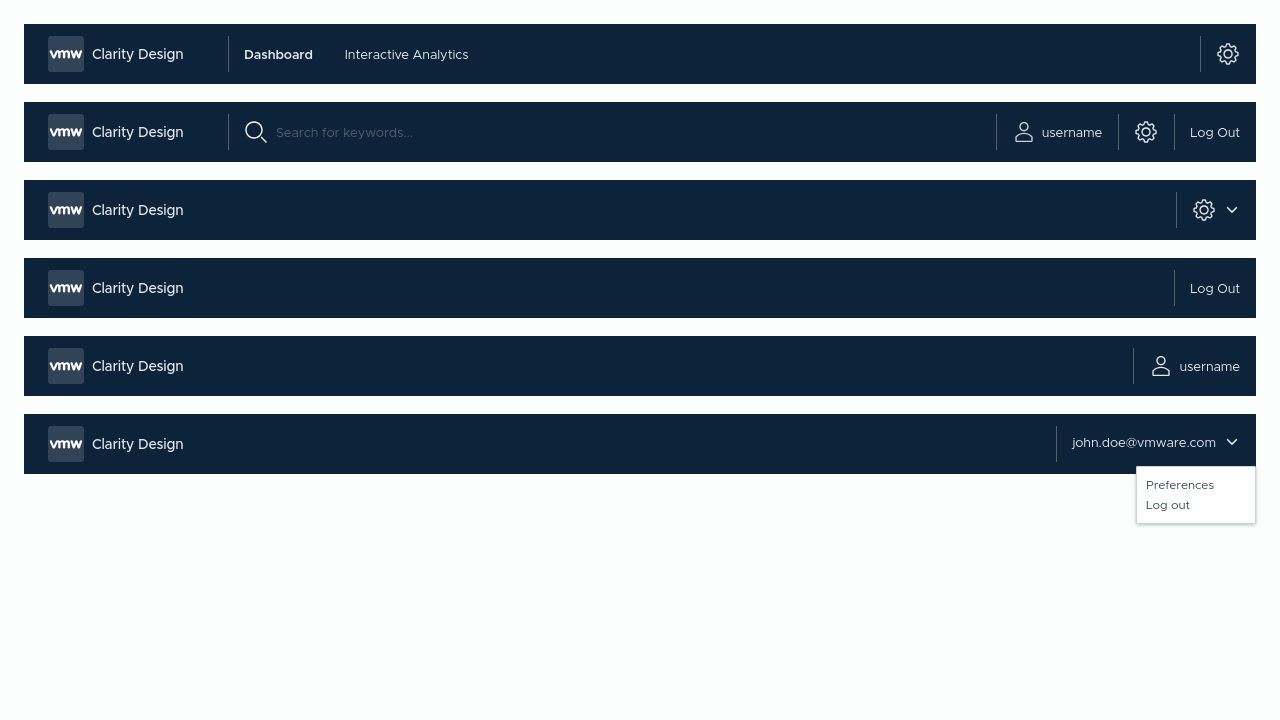 vmw Clarity Design Dashboard Interactive Analytics
vmw Clarity Design Search for keywords... username Log Out
vmw Clarity Design
vmw Clarity Design Log Out
vmw Clarity Design username
vmw Clarity Design john.doe@vmware.com
Preferences
Log out